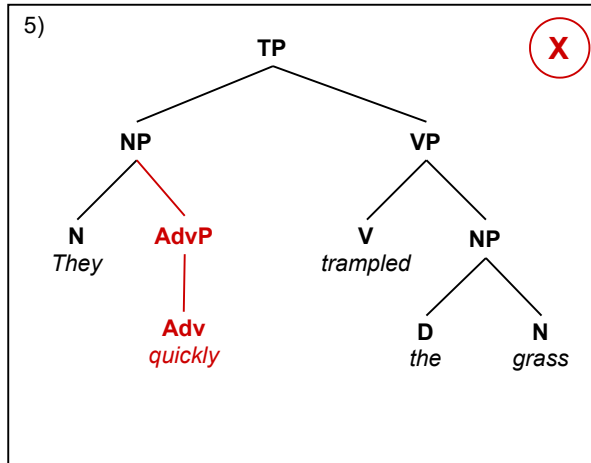 5)
X
TP
NP VP
N AdvP V NP
They trampled
Adv D N
quickly the grass